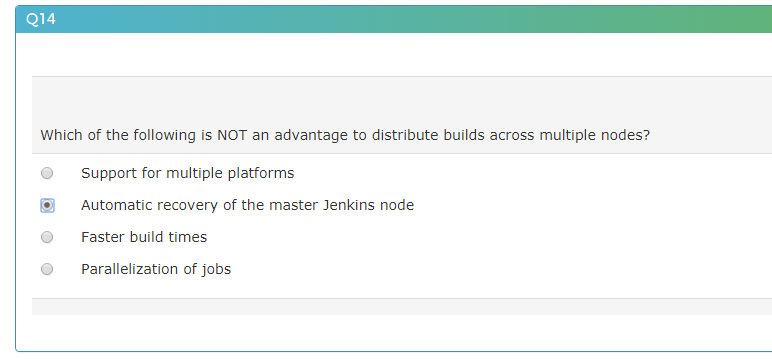 Q14
Which of the following is NOT an advantage to distribute builds across multiple nodes?
Support for multiple platforms
Automatic recovery of the master Jenkins node
Faster build times
Parallelization of jobs